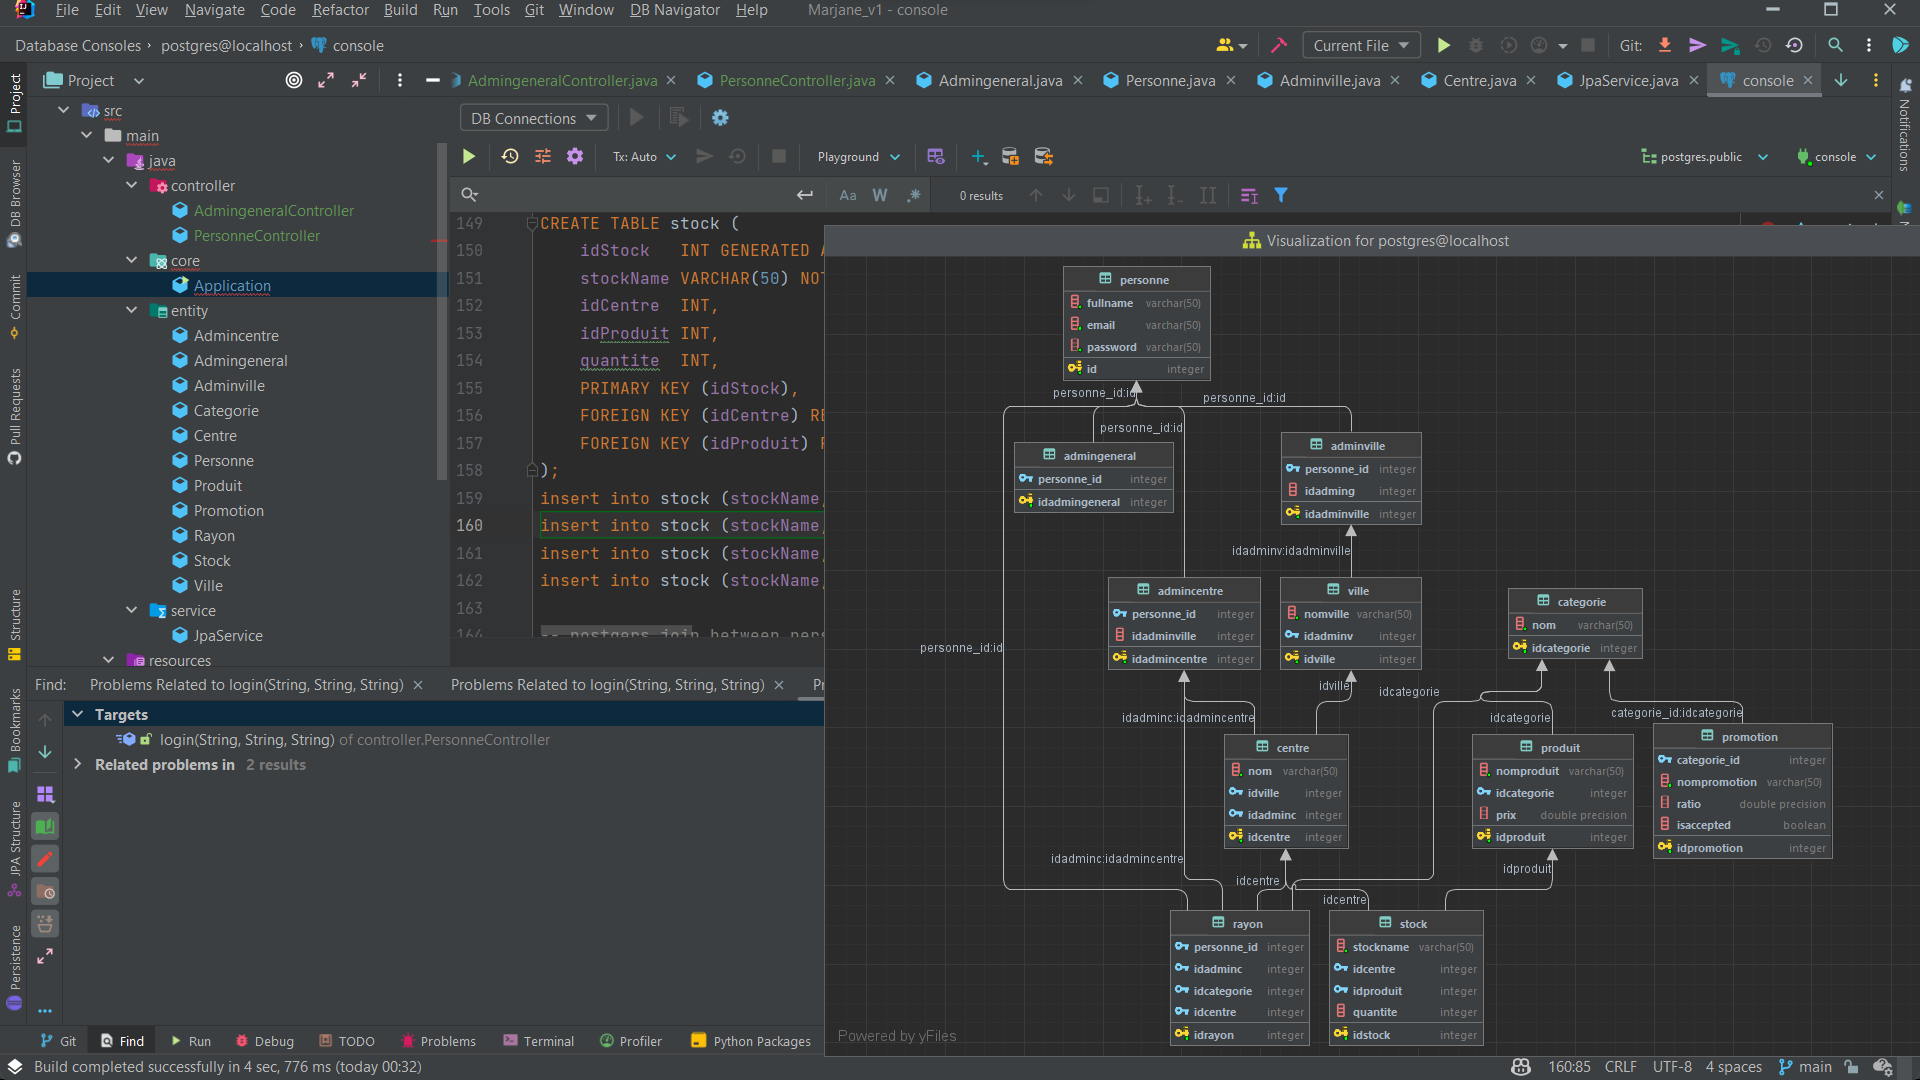 File Edit View Navigate Code Refactor Build Run Tools Git Window DB Navigator Help Marjane_v1 - console
Database Consoles › postgres@localhost › console
Current File
Git:
Project
AdmingeneralController.java
PersonneController.java
Admingeneral.java
Personne.java
Adminville.java
Centre.java
JpaService.java
console
Project
DB Browser
Commit
Pull Requests
Structure
Bookmarks
JPA Structure
Persistence
Notifications
src
main
java
controller
AdmingeneralController
PersonneController
core
Application
entity
Admincentre
Admingeneral
Adminville
Categorie
Centre
Personne
Produit
Promotion
Rayon
Stock
Ville
service
JpaService
resources
DB Connections
Tx: Auto
Playground
postgres.public
console
Aa W .*
0 results
149 CREATE TABLE stock (
150 idStock INT GENERATED A
151 stockName VARCHAR(50) NOT
152 idCentre INT,
153 idProduit INT,
154 quantite INT,
155 PRIMARY KEY (idStock),
156 FOREIGN KEY (idCentre) RE
157 FOREIGN KEY (idProduit)
158 );
159 insert into stock (stockName,
160 insert into stock (stockName,
161 insert into stock (stockName,
162 insert into stock (stockName,
163
164 -- postgers join between pers
Visualization for postgres@localhost
personne
fullname varchar(50)
email varchar(50)
password varchar(50)
id integer
personne_id:id
personne_id:id
personne_id:id
personne_id:id
admingeneral
personne_id integer
idadmingeneral integer
adminville
personne_id integer
idadming integer
idadminville integer
idadminv:idadminville
admincentre
personne_id integer
idadminville integer
idadmincentre integer
ville
nomville varchar(50)
idadminv integer
idville integer
categorie
nom varchar(50)
idcategorie integer
idville
idcategorie
idadminc:idadmincentre
idcategorie
categorie_id:idcategorie
centre
nom varchar(50)
idville integer
idadminc integer
idcentre integer
produit
nomproduit varchar(50)
idcategorie integer
prix double precision
idproduit integer
promotion
categorie_id integer
nompromotion varchar(50)
ratio double precision
isaccepted boolean
idpromotion integer
idadminc:idadmincentre
idcentre
idcentre
idproduit
rayon
personne_id integer
idadminc integer
idcategorie integer
idcentre integer
idrayon integer
stock
stockname varchar(50)
idcentre integer
idproduit integer
quantite integer
idstock integer
Powered by yFiles
Find: Problems Related to login(String, String, String) Problems Related to login(String, String, String)
Targets
login(String, String, String) of controller.PersonneController
Related problems in 2 results
Git Find Run Debug TODO Problems Terminal Profiler Python Packages
Build completed successfully in 4 sec, 776 ms (today 00:32)
160:85 CRLF UTF-8 4 spaces main